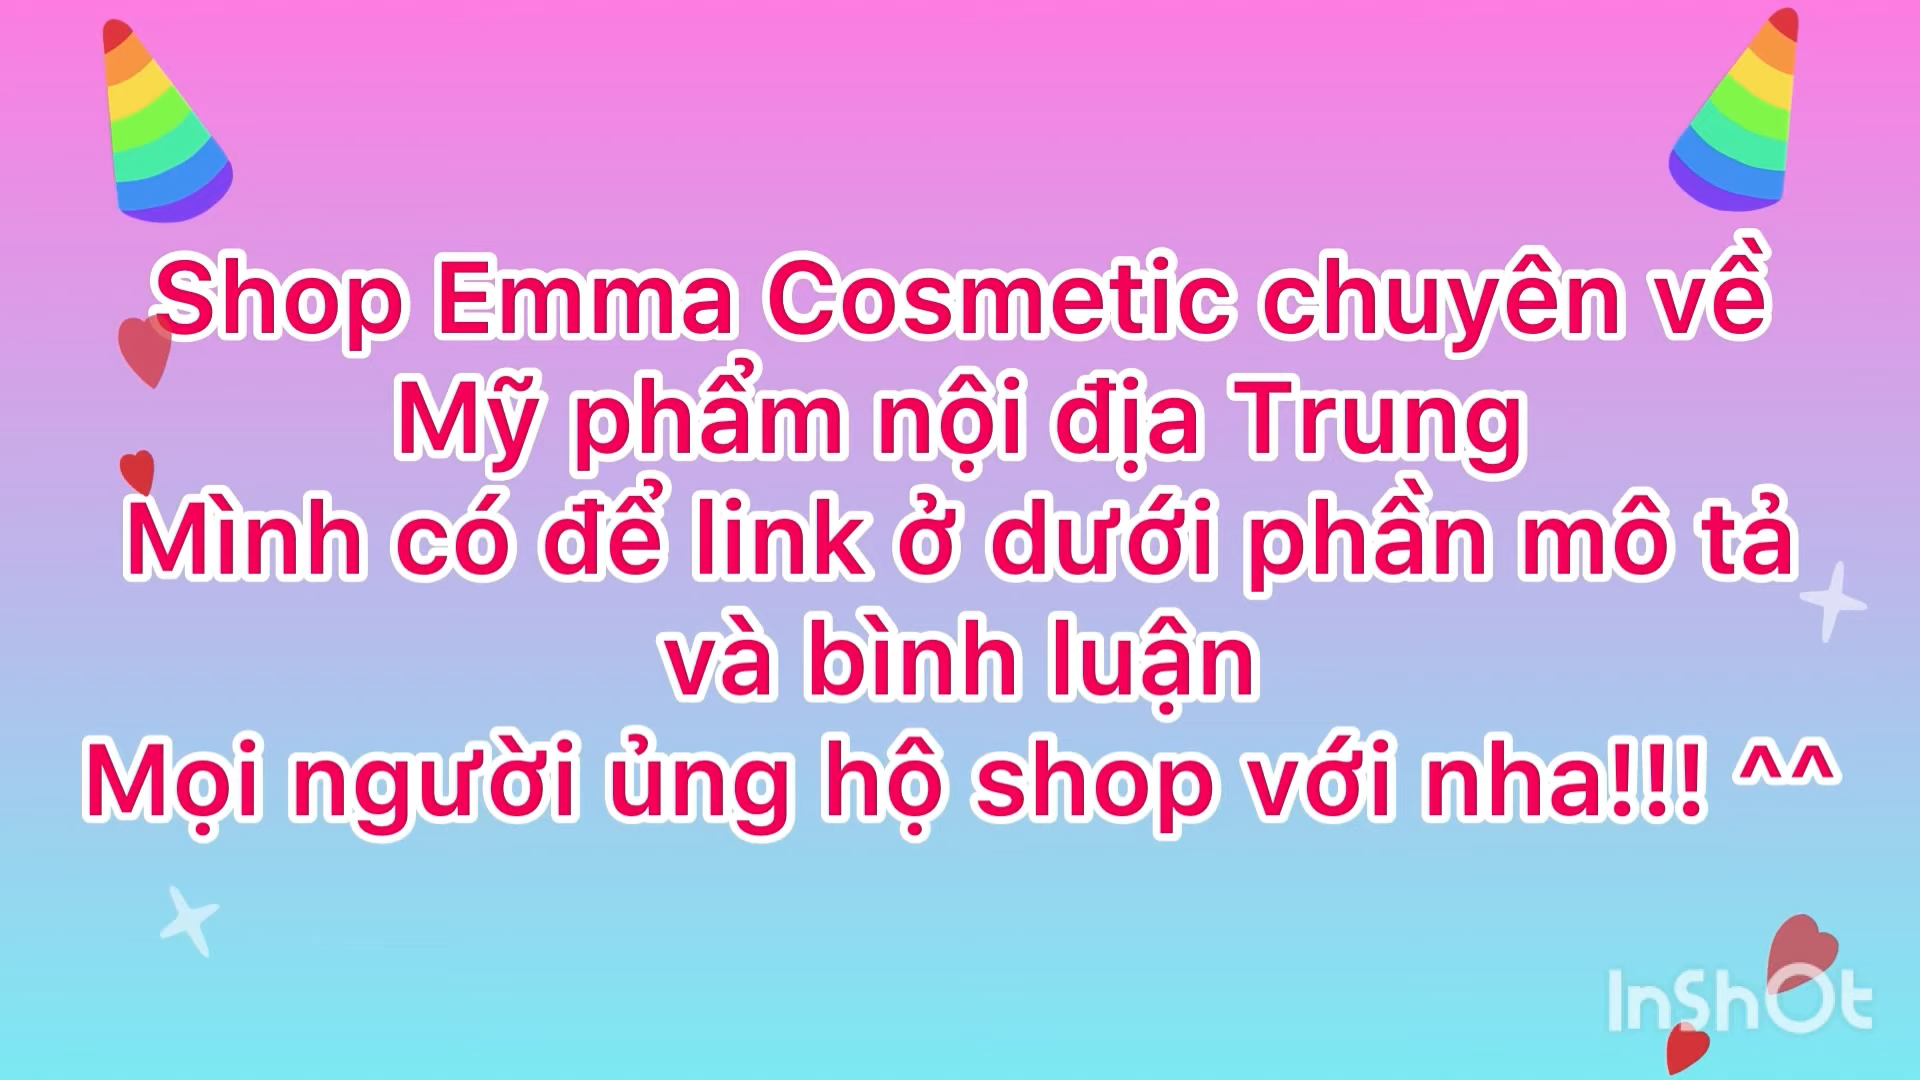 Shop Emma Cosmetic chuyên về
Mỹ phẩm nội địa Trung
Mình có để link ở dưới phần mô tả
và bình luận
Mọi người ủng hộ shop với nha!!! ^^
InShOt